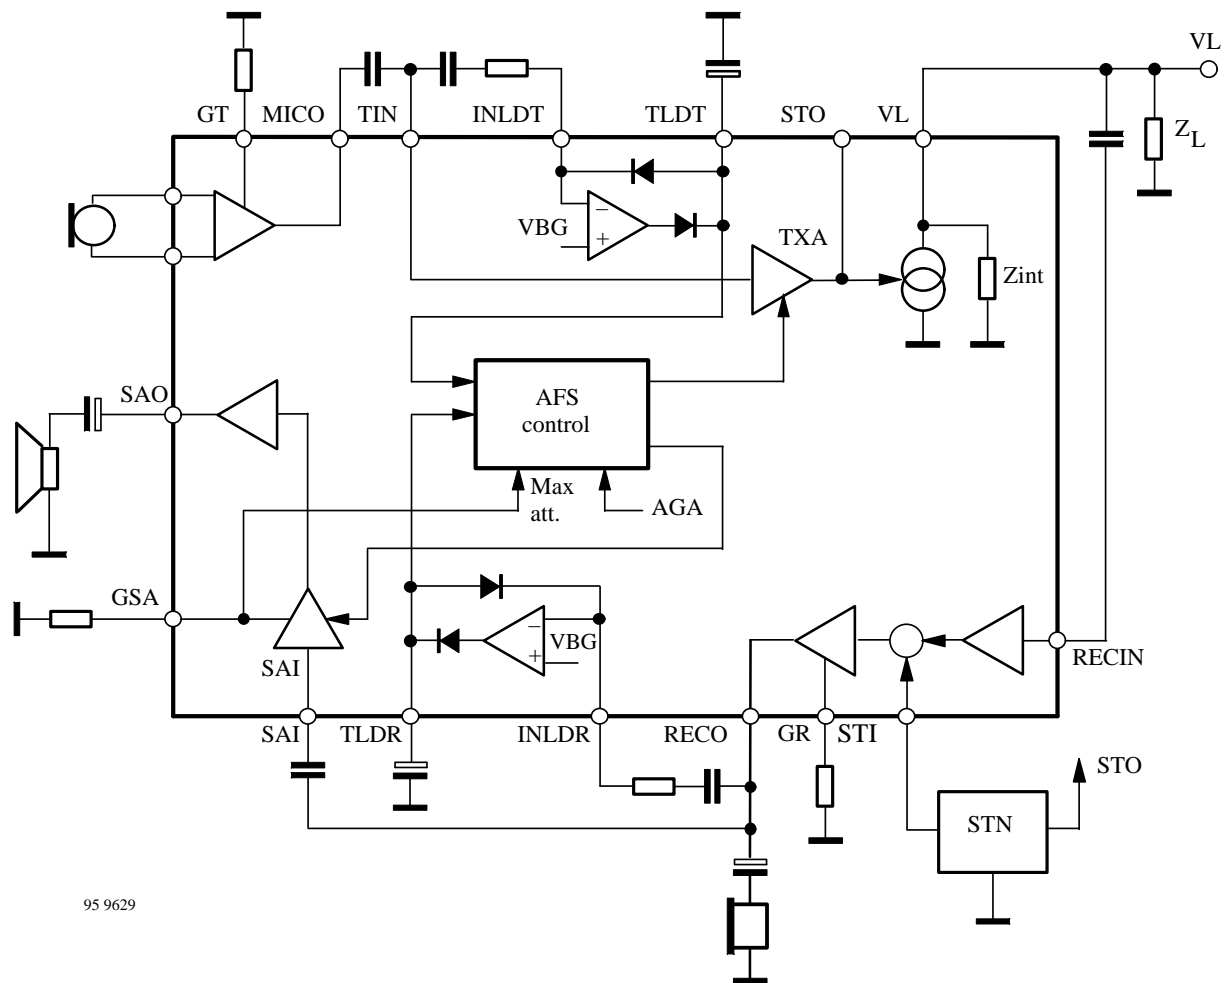 VL
GT
MICO
TIN
INLDT
TLDT
STO
VL
Z_L
VBG
−
+
TXA
Zint
SAO
AFS
control
Max
att.
AGA
GSA
SAI
VBG
−
+
RECIN
SAI
TLDR
INLDR
RECO
GR
STI
STO
STN
95 9629